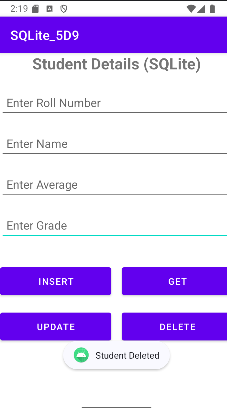 2:19
SQLite_5D9
Student Details (SQLite)
Enter Roll Number
Enter Name
Enter Average
Enter Grade
INSERT GET
UPDATE DELETE
Student Deleted